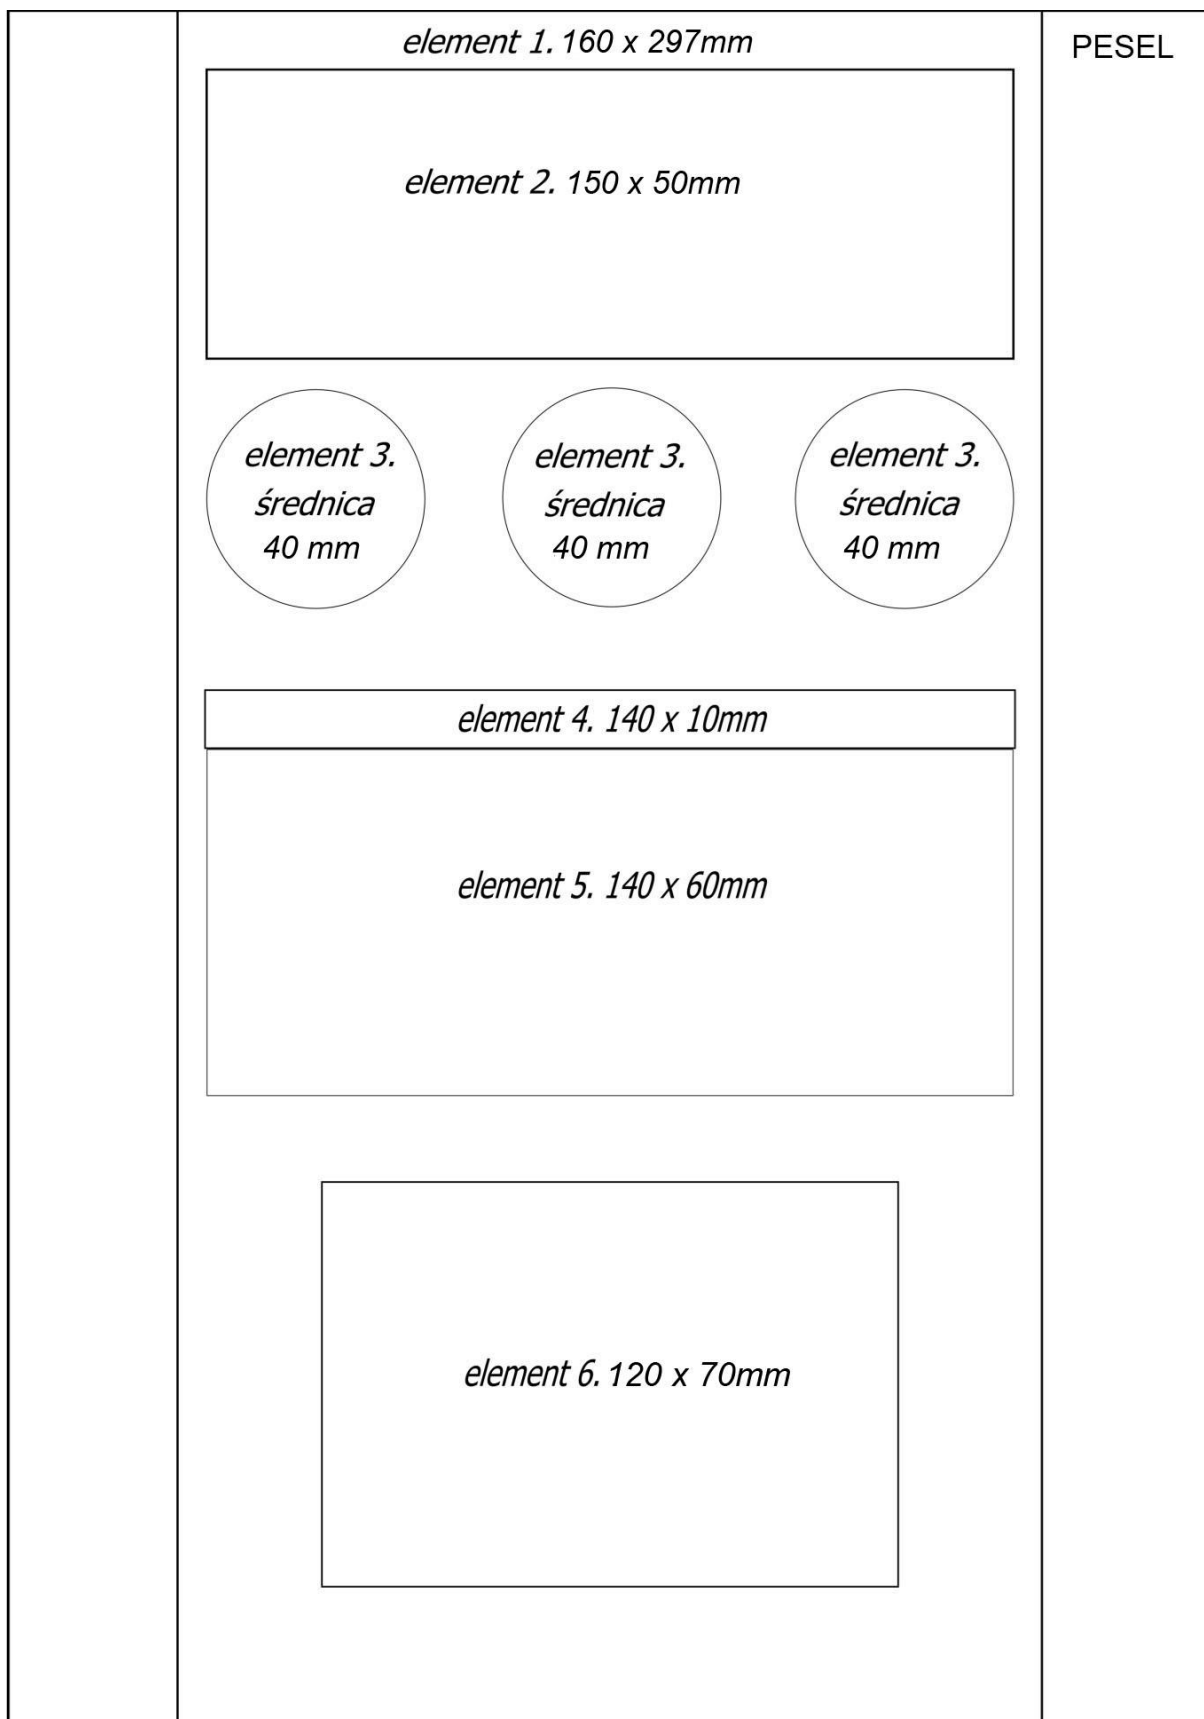 element 1. 160 x 297mm
PESEL
element 2. 150 x 50mm
element 3.
średnica
40 mm
element 3.
średnica
40 mm
element 3.
średnica
40 mm
element 4. 140 x 10mm
element 5. 140 x 60mm
element 6. 120 x 70mm